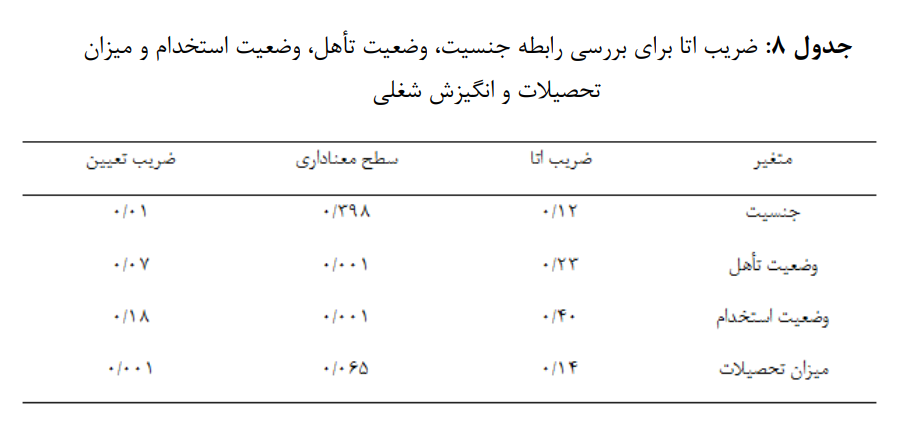 جدول ۸: ضریب اتا برای بررسی رابطه جنسیت، وضعیت تأهل، وضعیت استخدام و میزان
تحصیلات و انگیزش شغلی
متغیر ضریب اتا سطح معناداری ضریب تعیین
جنسیت ۰/۱۲ ۰/۳۹۸ ۰/۰۱
وضعیت تأهل ۰/۲۳ ۰/۰۰۱ ۰/۰۷
وضعیت استخدام ۰/۴۰ ۰/۰۰۱ ۰/۱۸
میزان تحصیلات ۰/۱۴ ۰/۰۶۵ ۰/۰۰۱